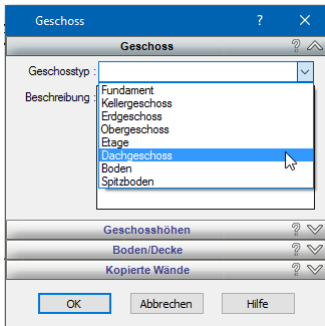 Geschoss ?
Geschoss ?
Geschosstyp :
Beschreibung :
Fundament
Kellergeschoss
Erdgeschoss
Obergeschoss
Etage
Dachgeschoss
Boden
Spitzboden
Geschosshöhen ?
Boden/Decke ?
Kopierte Wände ?
OK Abbrechen Hilfe